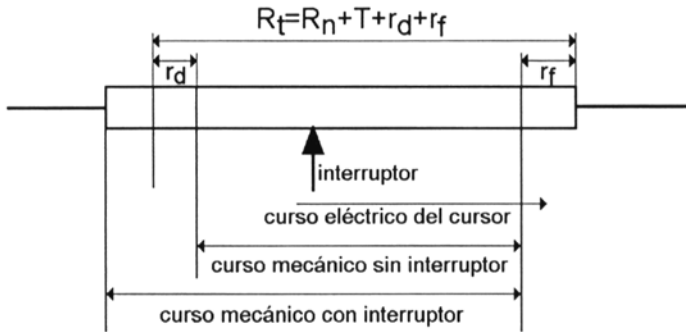 Rt=Rn+T+rd+rf
rd
rf
interruptor
curso eléctrico del cursor
curso mecánico sin interruptor
curso mecánico con interruptor